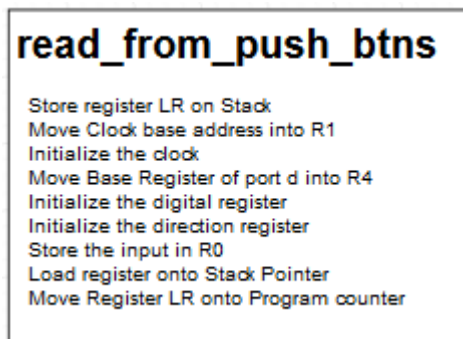 read_from_push_btns
Store register LR on Stack
Move Clock base address into R1
Initialize the clock
Move Base Register of port d into R4
Initialize the digital register
Initialize the direction register
Store the input in R0
Load register onto Stack Pointer
Move Register LR onto Program counter